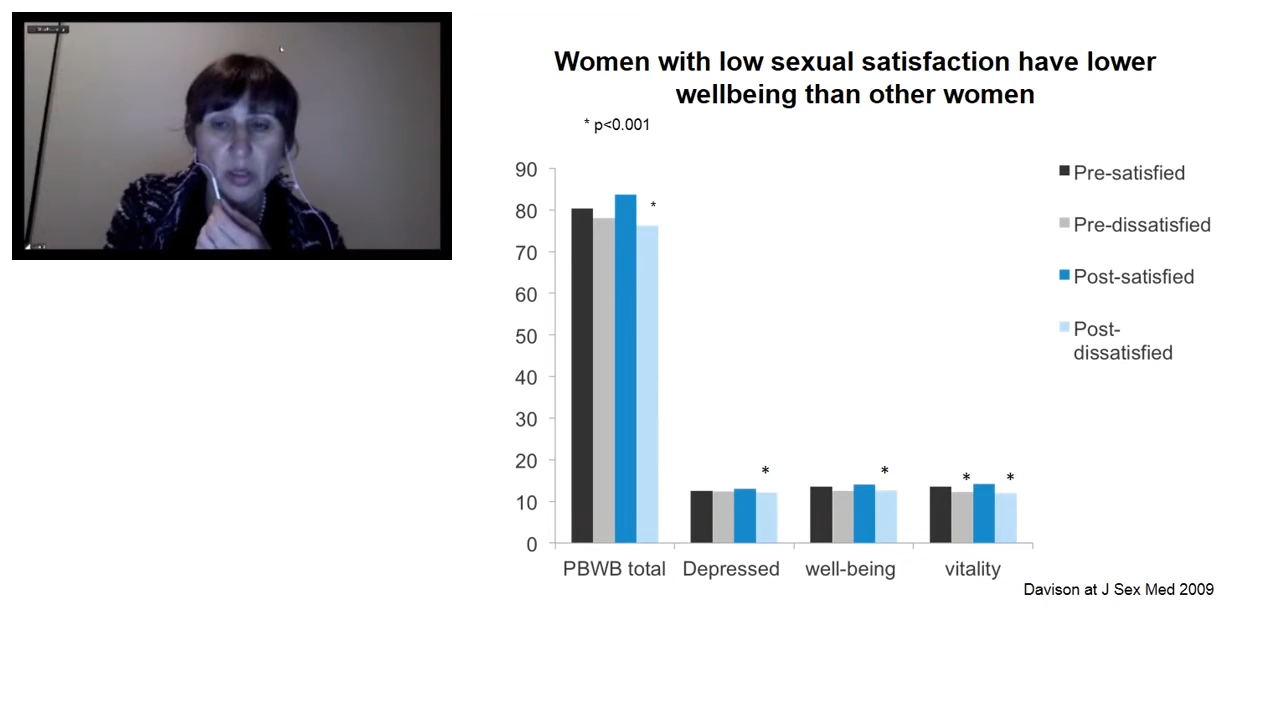 Women with low sexual satisfaction have lower
wellbeing than other women
* p<0.001
90
80
70
60
50
40
30
20
10
0
*
*
*
*
*
PBWB total
Depressed
well-being
vitality
Pre-satisfied
Pre-dissatisfied
Post-satisfied
Post-
dissatisfied
Davison at J Sex Med 2009